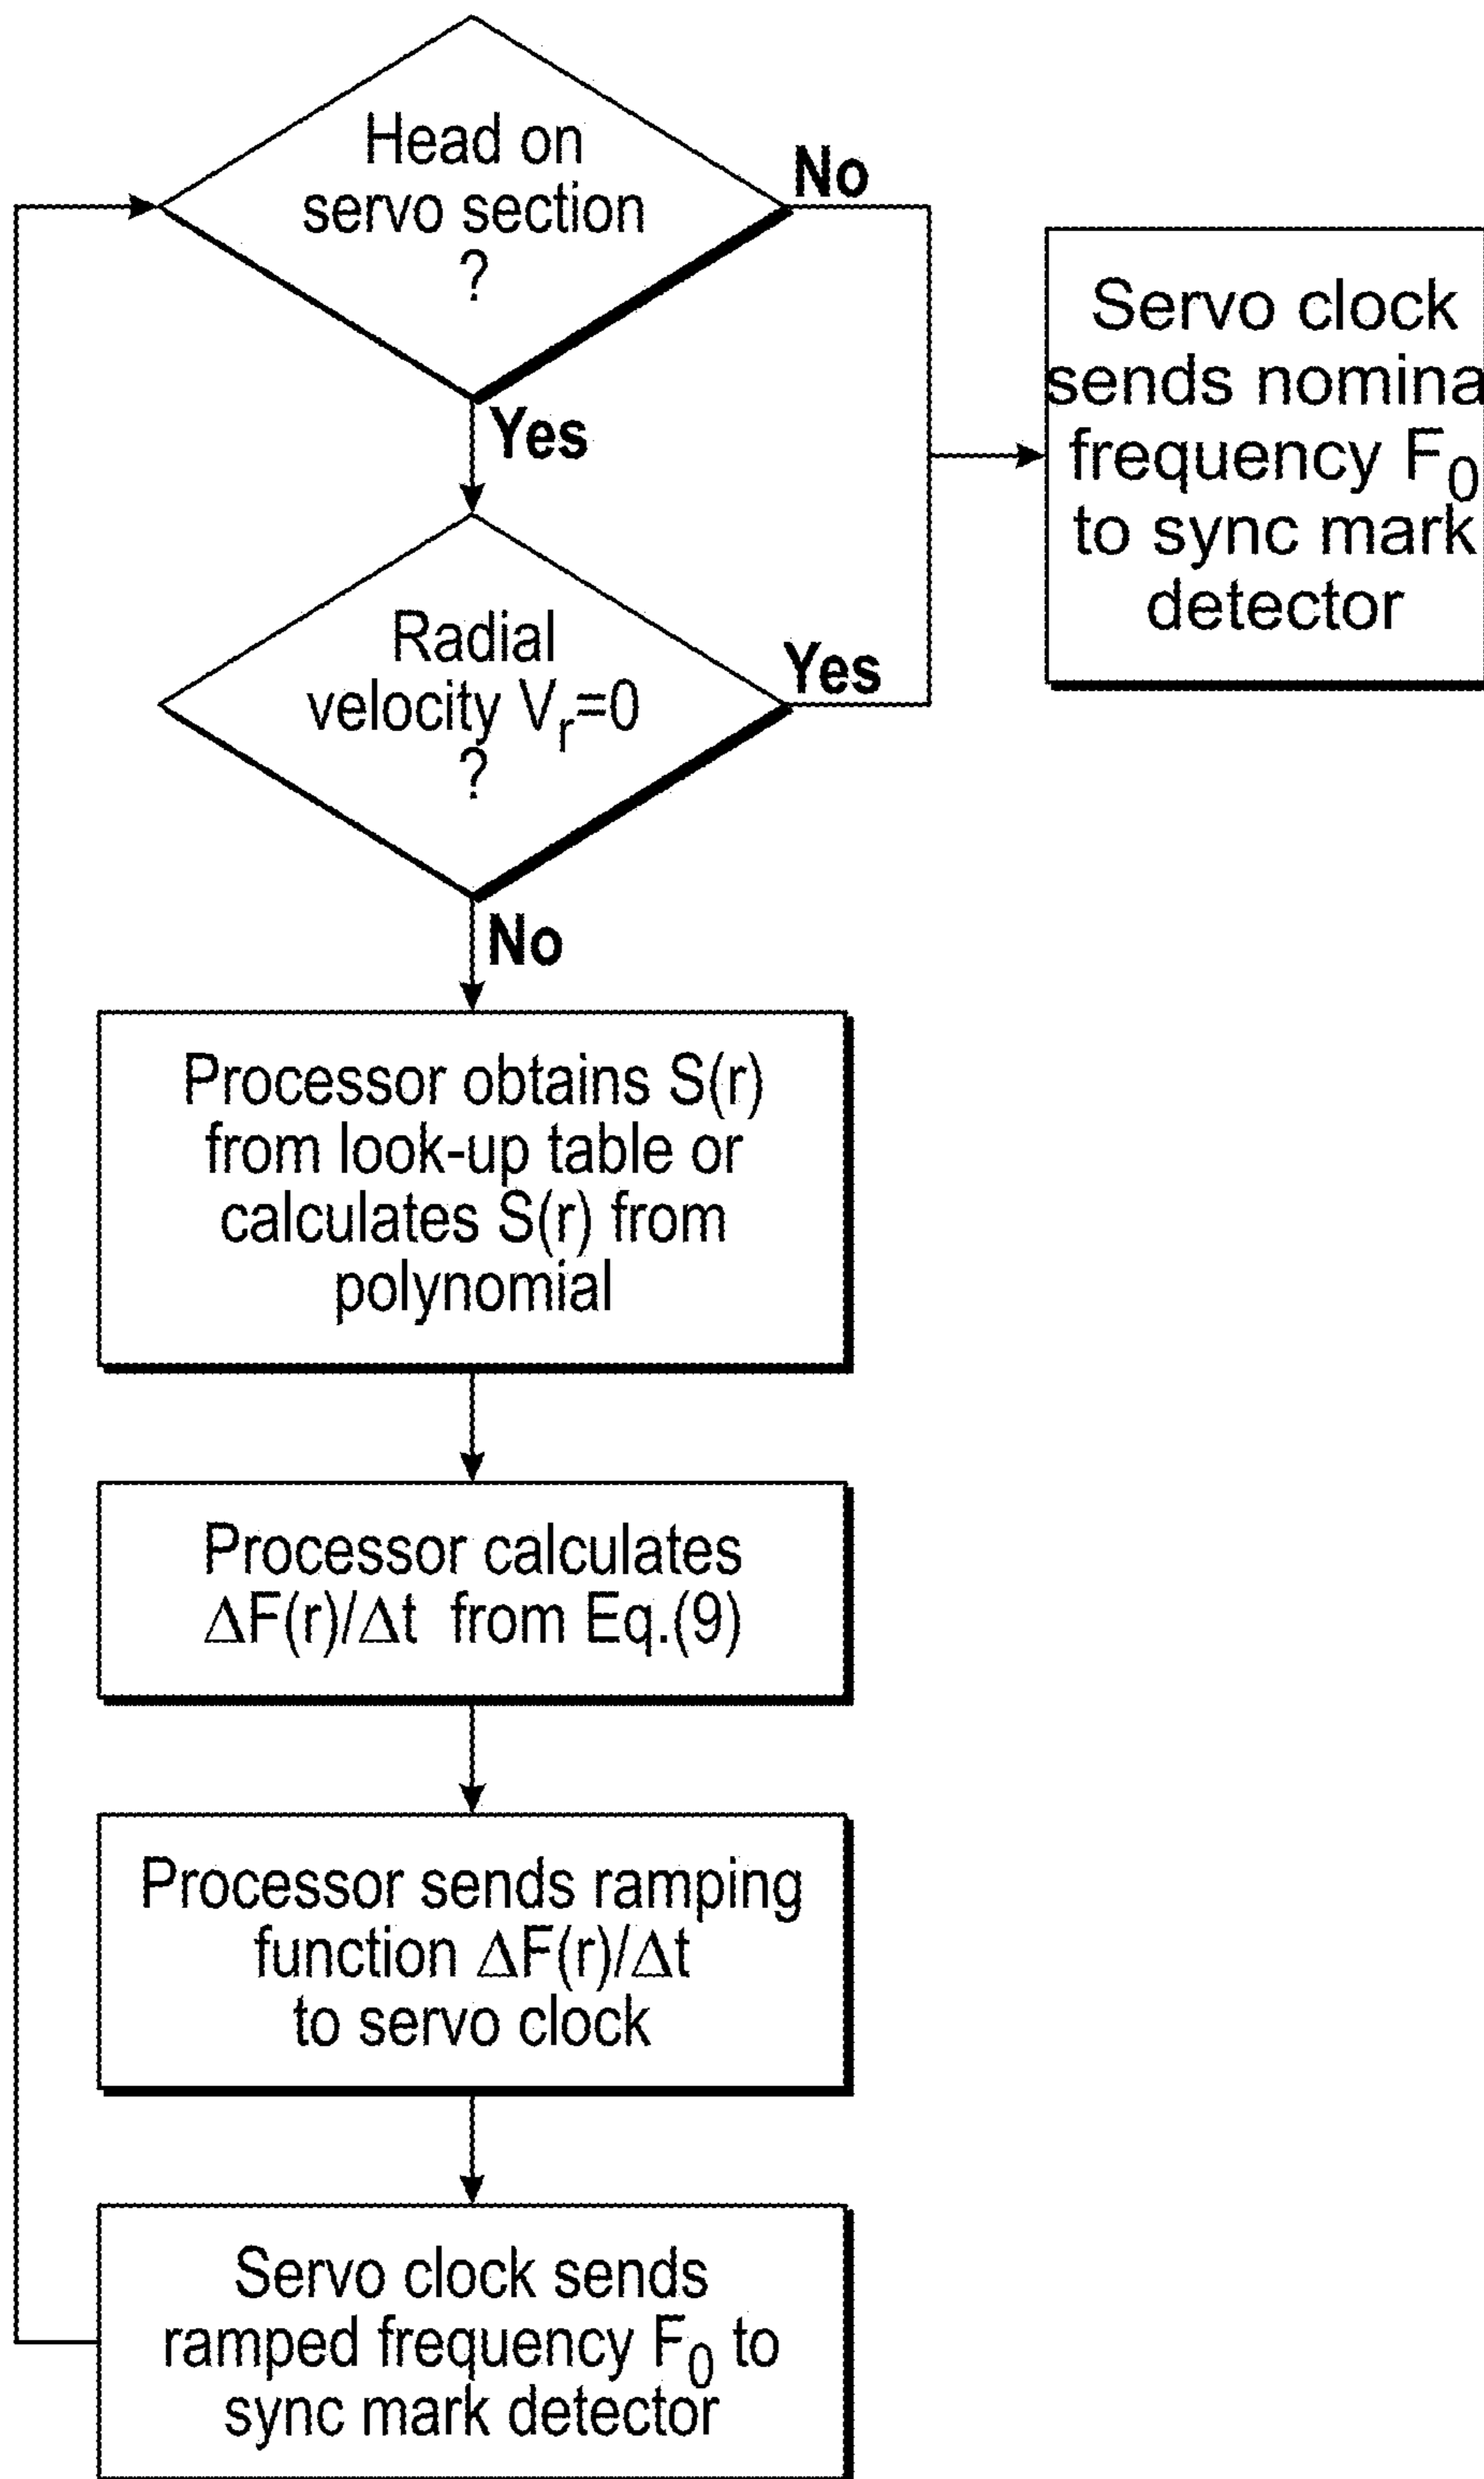 Head on
servo section
?
No
Yes
Servo clock
sends nomina
frequency F₀
to sync mark
detector
Radial
velocity Vᵣ=0
?
Yes
No
Processor obtains S(r)
from look-up table or
calculates S(r) from
polynomial
Processor calculates
ΔF(r)/Δt from Eq.(9)
Processor sends ramping
function ΔF(r)/Δt
to servo clock
Servo clock sends
ramped frequency F₀ to
sync mark detector